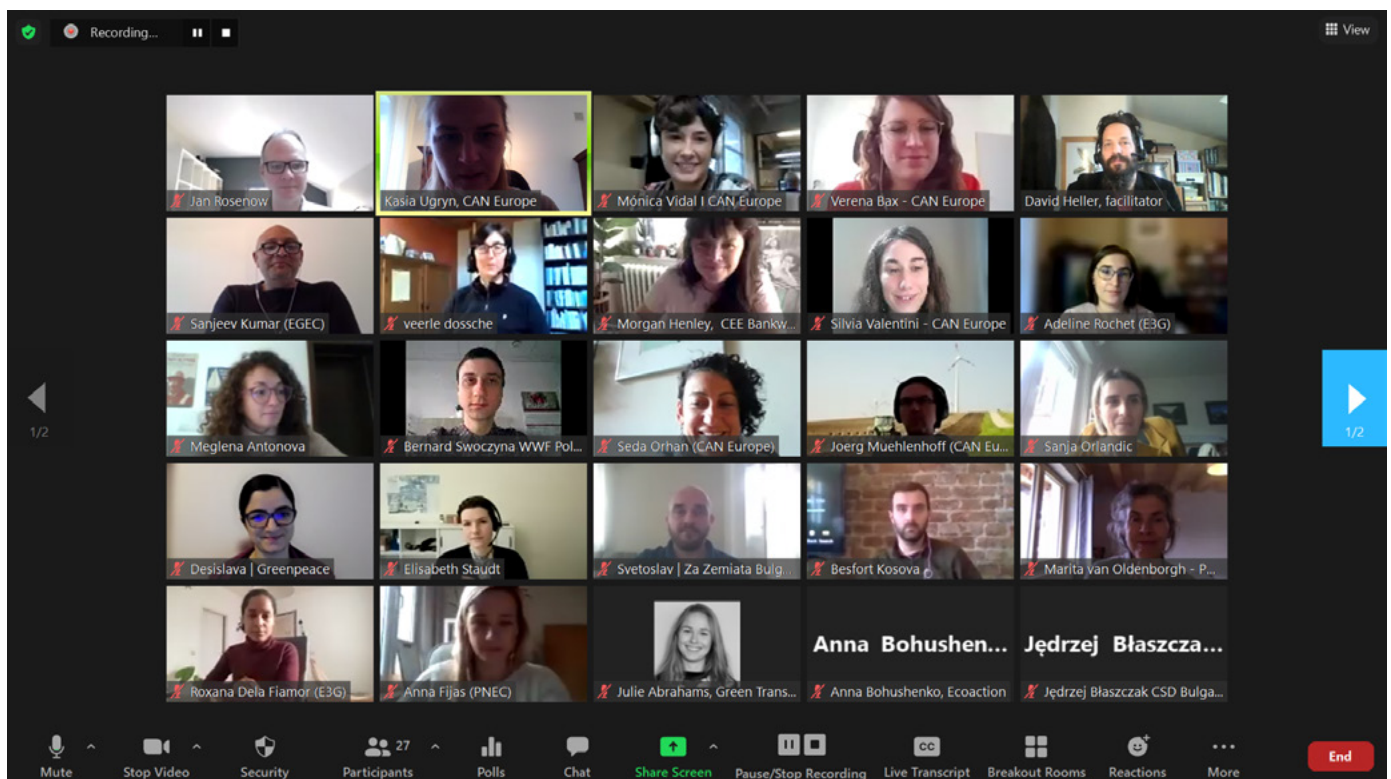 Recording...
View
Jan Rosenow
Kasia Ugryn, CAN Europe
Mónica Vidal I CAN Europe
Verena Bax - CAN Europe
David Heller, facilitator
Sanjeev Kumar (EGEC)
veerle dossche
Morgan Henley, CEE Bankw...
Silvia Valentini - CAN Europe
Adeline Rochet (E3G)
1/2
Meglena Antonova
Bernard Swoczyna WWF Pol...
Seda Orhan (CAN Europe)
Joerg Muehlenhoff (CAN Eu...
Sanja Orlandic
1/2
Desislava | Greenpeace
Elisabeth Staudt
Svetoslav | Za Zemiata Bulg...
Besfort Kosova
Marita van Oldenborgh - P...
Anna Bohushen...
Jędrzej Błaszcza...
Roxana Dela Fiamor (E3G)
Anna Fijas (PNEC)
Julie Abrahams, Green Trans...
Anna Bohushenko, Ecoaction
Jędrzej Błaszczak CSD Bulga...
27
CC
End
Mute
Stop Video
Security
Participants
Polls
Chat
Share Screen
Pause/Stop Recording
Live Transcript
Breakout Rooms
Reactions
More